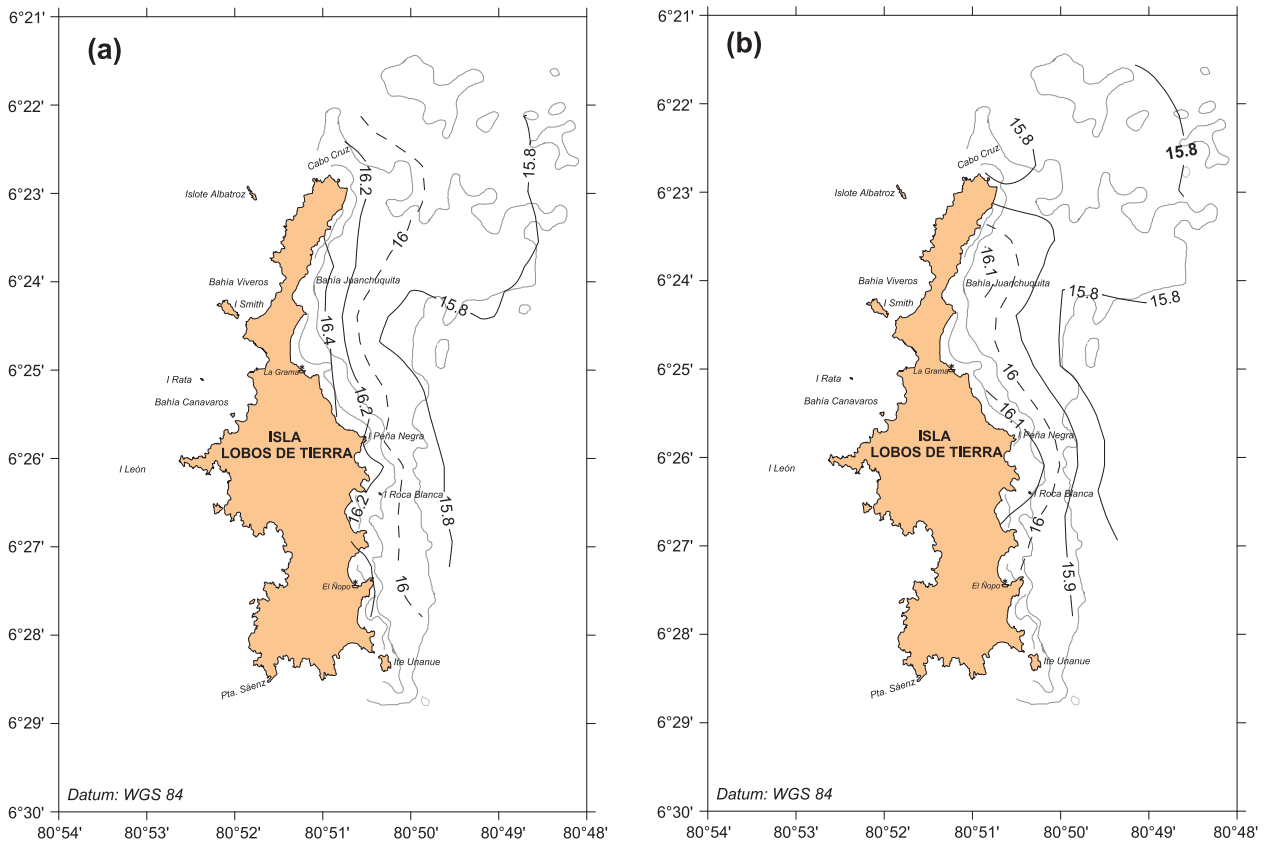 (a)
6°21'
6°22'
6°23'
6°24'
6°25'
6°26'
6°27'
6°28'
6°29'
6°30'
80°54'
80°53'
80°52'
80°51'
80°50'
80°49'
80°48'
Cabo Cruz
Islote Albatroz
Bahía Viveros
I Smith
Bahía Juanchuquita
I Rata
La Grama
Bahía Canavaros
ISLA
LOBOS DE TIERRA
I Peña Negra
I León
I Roca Blanca
El Ñopo
Ite Unanue
Pta. Sáenz
16.2
15.8
16
15.8
16.4
16.2
16.2
15.8
16
Datum: WGS 84
(b)
6°21'
6°22'
6°23'
6°24'
6°25'
6°26'
6°27'
6°28'
6°29'
6°30'
80°54'
80°53'
80°52'
80°51'
80°50'
80°49'
80°48'
Cabo Cruz
Islote Albatroz
Bahía Viveros
I Smith
Bahía Juanchuquita
I Rata
La Grama
Bahía Canavaros
ISLA
LOBOS DE TIERRA
I Peña Negra
I León
I Roca Blanca
El Ñopo
Ite Unanue
Pta. Sáenz
15.8
15.8
16.1
15.8
15.8
16
16.1
16
15.9
Datum: WGS 84